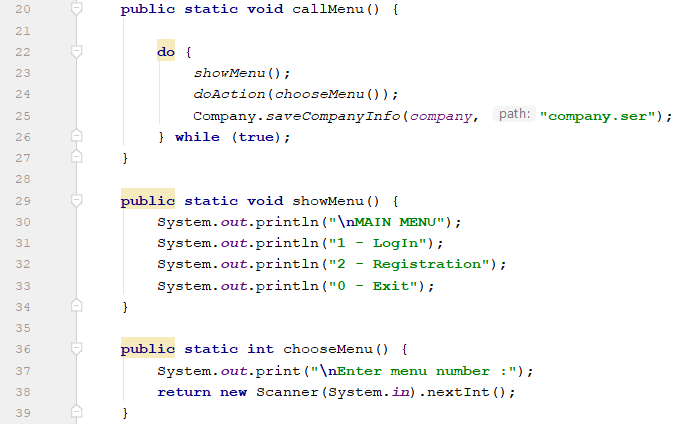 20 public static void callMenu() {
21
22 do {
23 showMenu();
24 doAction(chooseMenu());
25 Company.saveCompanyInfo(company, path: "company.ser");
26 } while (true);
27 }
28
29 public static void showMenu() {
30 System.out.println("\nMAIN MENU");
31 System.out.println("1 - LogIn");
32 System.out.println("2 - Registration");
33 System.out.println("0 - Exit");
34 }
35
36 public static int chooseMenu() {
37 System.out.print("\nEnter menu number :");
38 return new Scanner(System.in).nextInt();
39 }